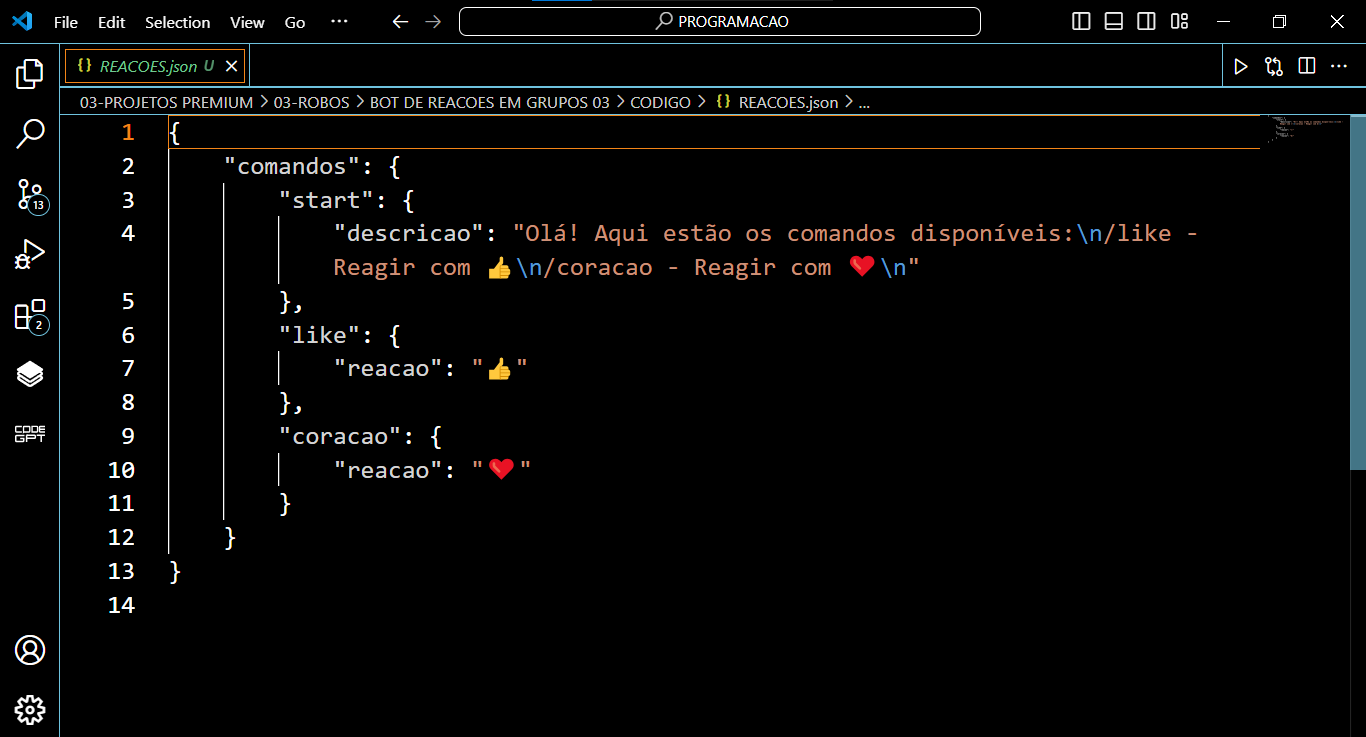 File Edit Selection View Go ··· PROGRAMACAO
{} REACOES.json U
03-PROJETOS PREMIUM > 03-ROBOS > BOT DE REACOES EM GRUPOS 03 > CODIGO > {} REACOES.json > ...
1 {
2 "comandos": {
3 "start": {
4 "descricao": "Olá! Aqui estão os comandos disponíveis:\n/like -
Reagir com 👍\n/coracao - Reagir com ❤️\n"
5 },
6 "like": {
7 "reacao": "👍"
8 },
9 "coracao": {
10 "reacao": "❤️"
11 }
12 }
13 }
14
13
2
CODE
GPT